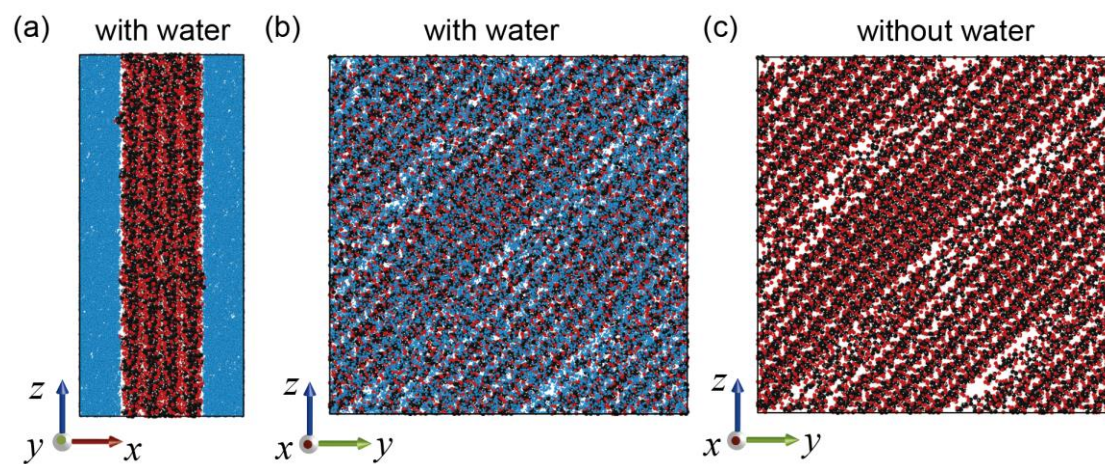 (a) with water
(b) with water
(c) without water
z
y x
z
x y
z
x y